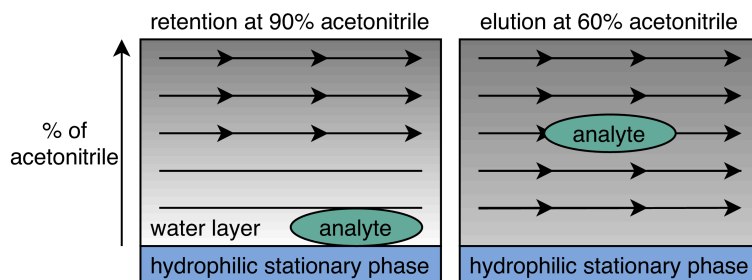 retention at 90% acetonitrile
elution at 60% acetonitrile
% of
acetonitrile
analyte
water layer
analyte
hydrophilic stationary phase
hydrophilic stationary phase